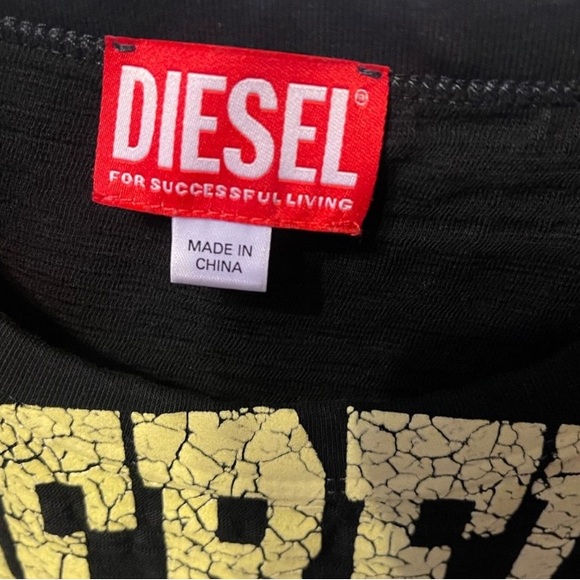 DIESEL®
FOR SUCCESSFUL LIVING
MADE IN
CHINA